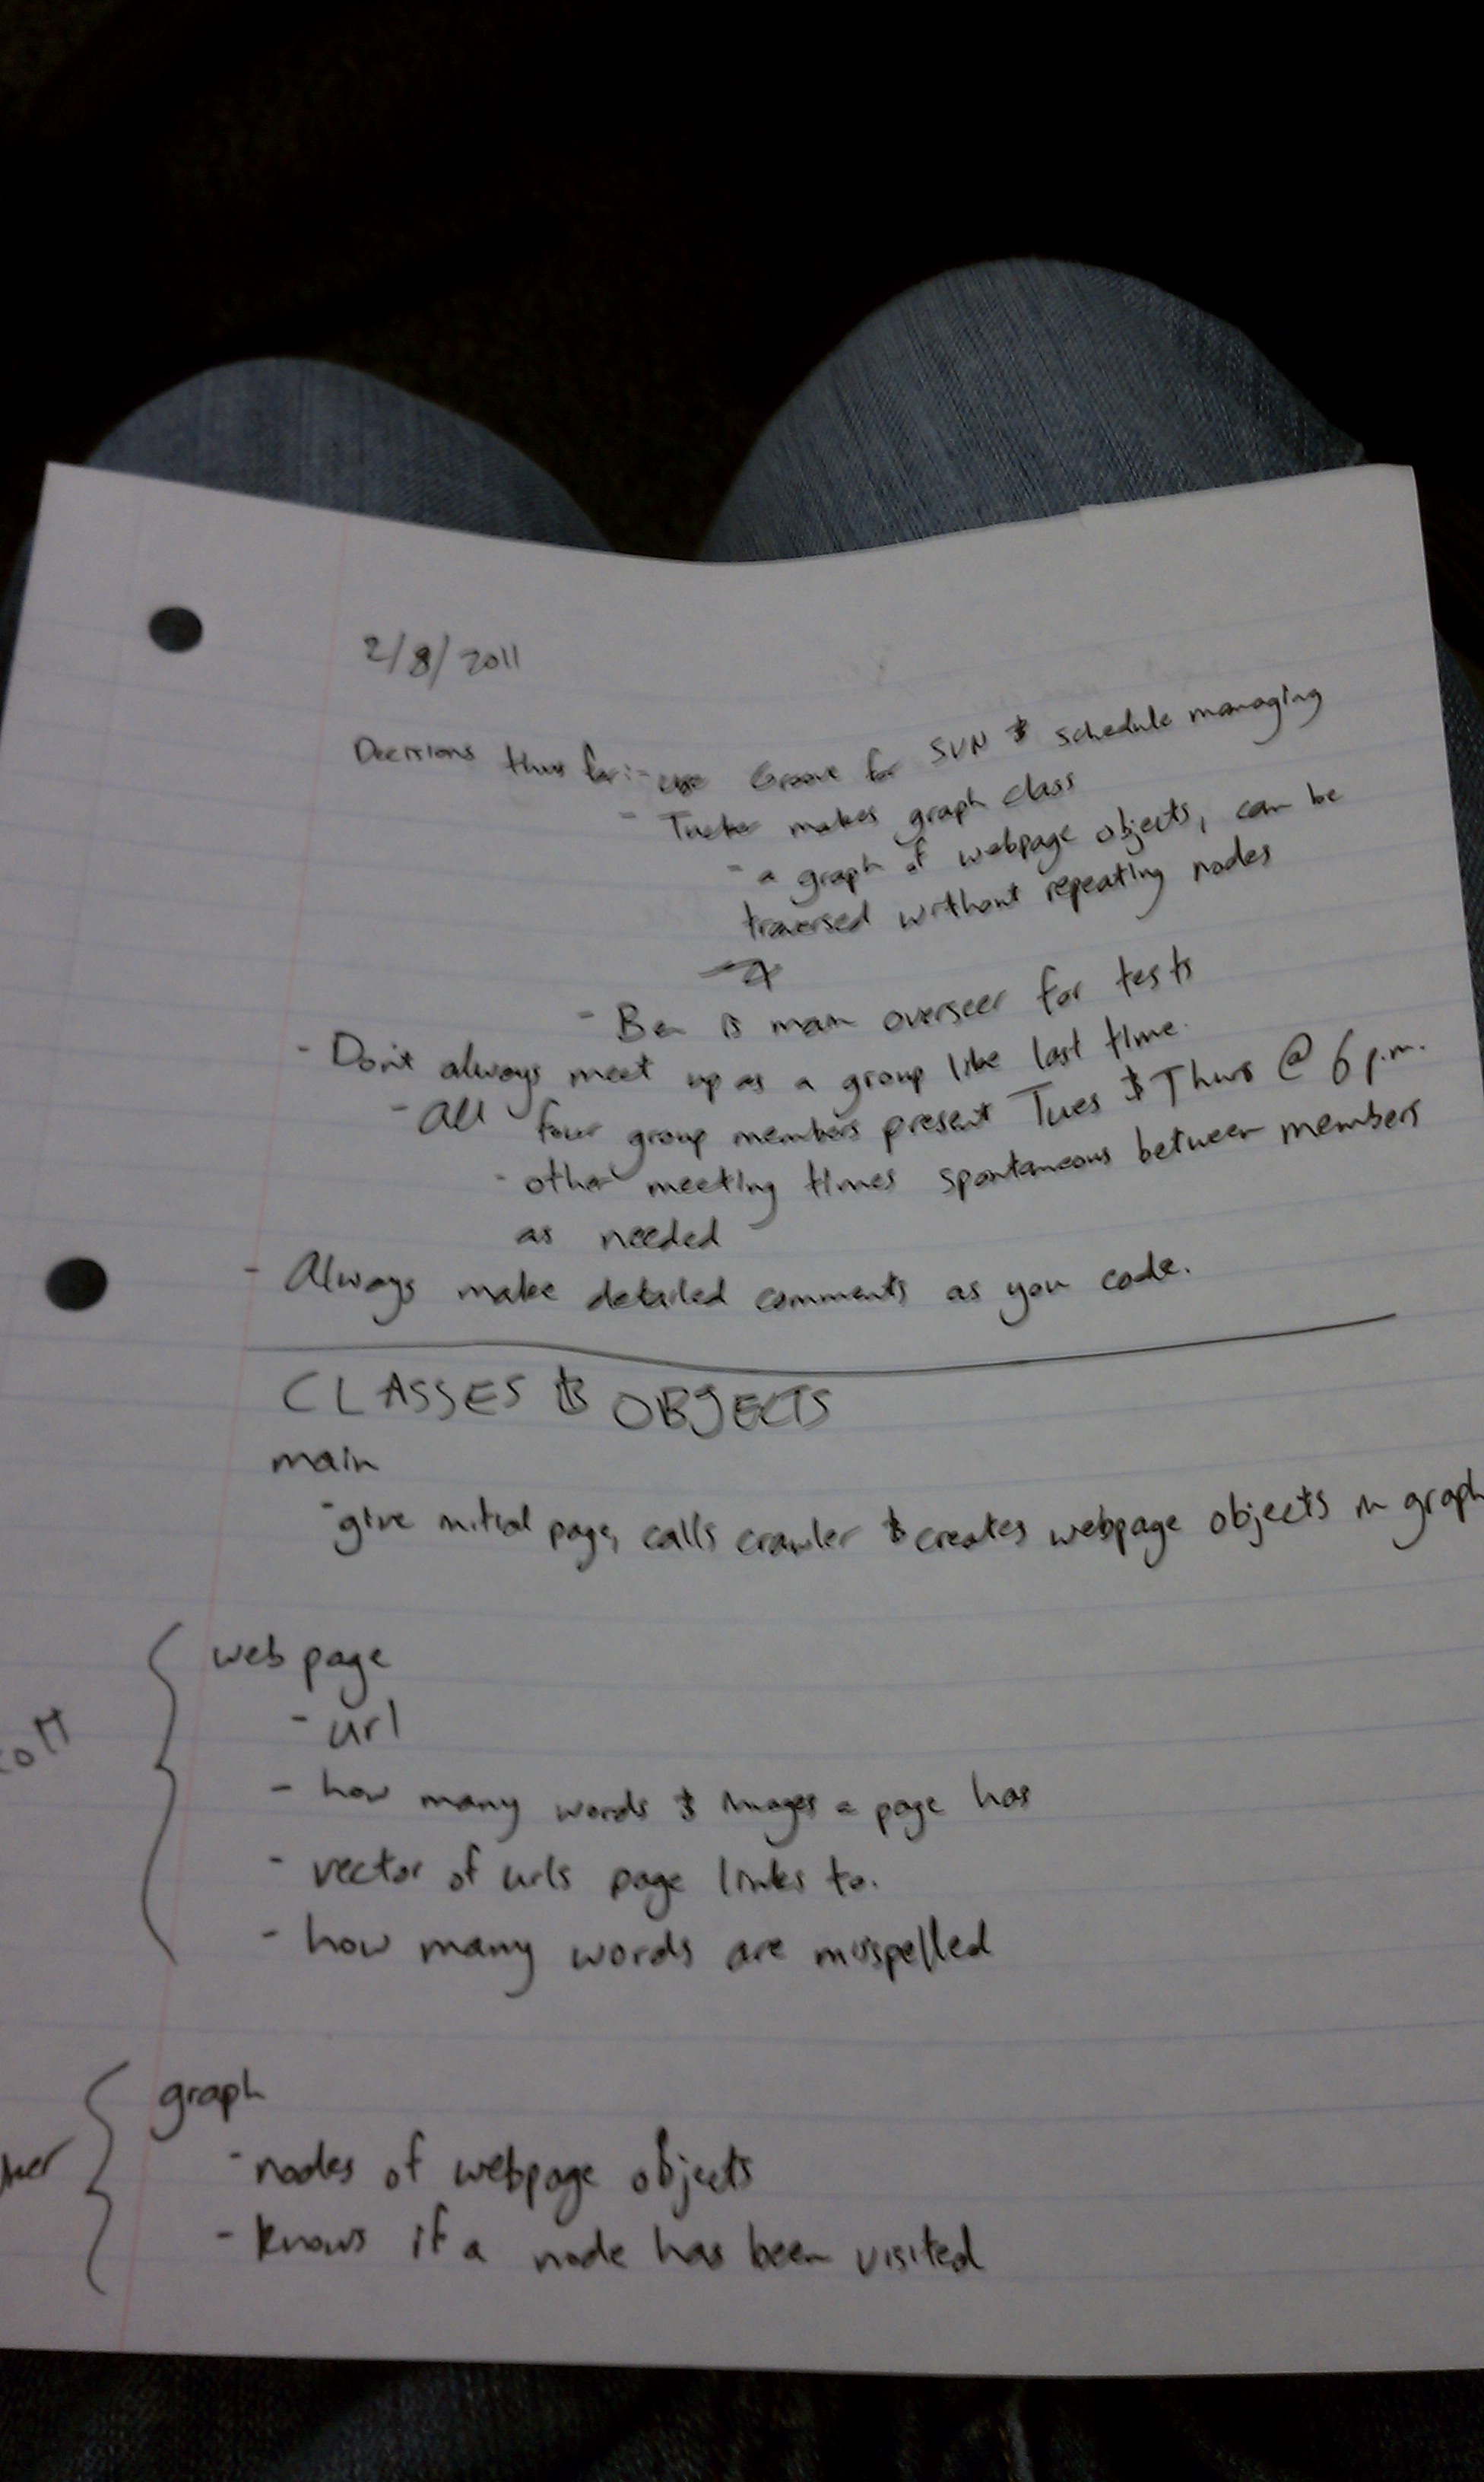 2/8/2011
Decisions thus far: - use Groove for SVN & schedule managing
- Tucker makes graph class
- a graph of webpage objects, can be
traversed without repeating nodes
- Ben is main overseer for tests
- Don't always meet up as a group like last time.
- All four group members present Tues & Thurs @ 6 p.m.
- other meeting times spontaneous between members
as needed
- Always make detailed comments as you code.
CLASSES & OBJECTS
main
- give initial page, calls crawler & creates webpage objects in graph
web page
- url
cott
- how many words & images a page has
- vector of urls page links to.
- how many words are misspelled
graph
- nodes of webpage objects
- knows if a node has been visited